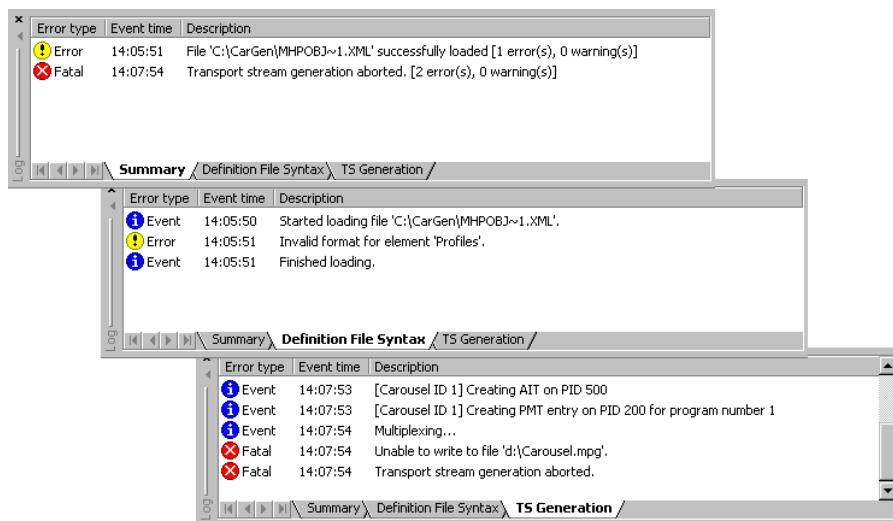 Error type Event time Description
Error 14:05:51 File 'C:\CarGen\MHPOBJ~1.XML' successfully loaded [1 error(s), 0 warning(s)]
Fatal 14:07:54 Transport stream generation aborted. [2 error(s), 0 warning(s)]
Log
Summary Definition File Syntax TS Generation
Error type Event time Description
Event 14:05:50 Started loading file 'C:\CarGen\MHPOBJ~1.XML'.
Error 14:05:51 Invalid format for element 'Profiles'.
Event 14:05:51 Finished loading.
Log
Summary Definition File Syntax TS Generation
Error type Event time Description
Event 14:07:53 [Carousel ID 1] Creating AIT on PID 500
Event 14:07:53 [Carousel ID 1] Creating PMT entry on PID 200 for program number 1
Event 14:07:54 Multiplexing...
Fatal 14:07:54 Unable to write to file 'd:\Carousel.mpg'.
Fatal 14:07:54 Transport stream generation aborted.
Log
Summary Definition File Syntax TS Generation